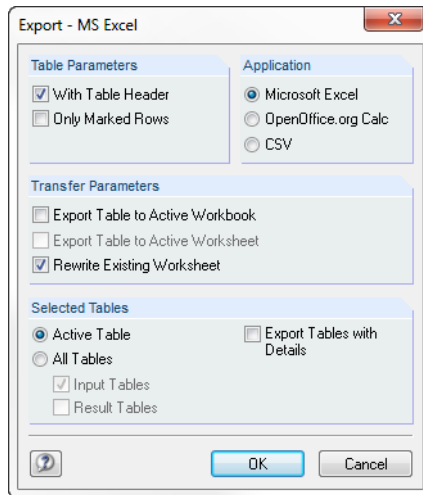 Export - MS Excel
Table Parameters
With Table Header
Only Marked Rows
Application
Microsoft Excel
OpenOffice.org Calc
CSV
Transfer Parameters
Export Table to Active Workbook
Export Table to Active Worksheet
Rewrite Existing Worksheet
Selected Tables
Active Table
All Tables
Input Tables
Result Tables
Export Tables with
Details
OK
Cancel